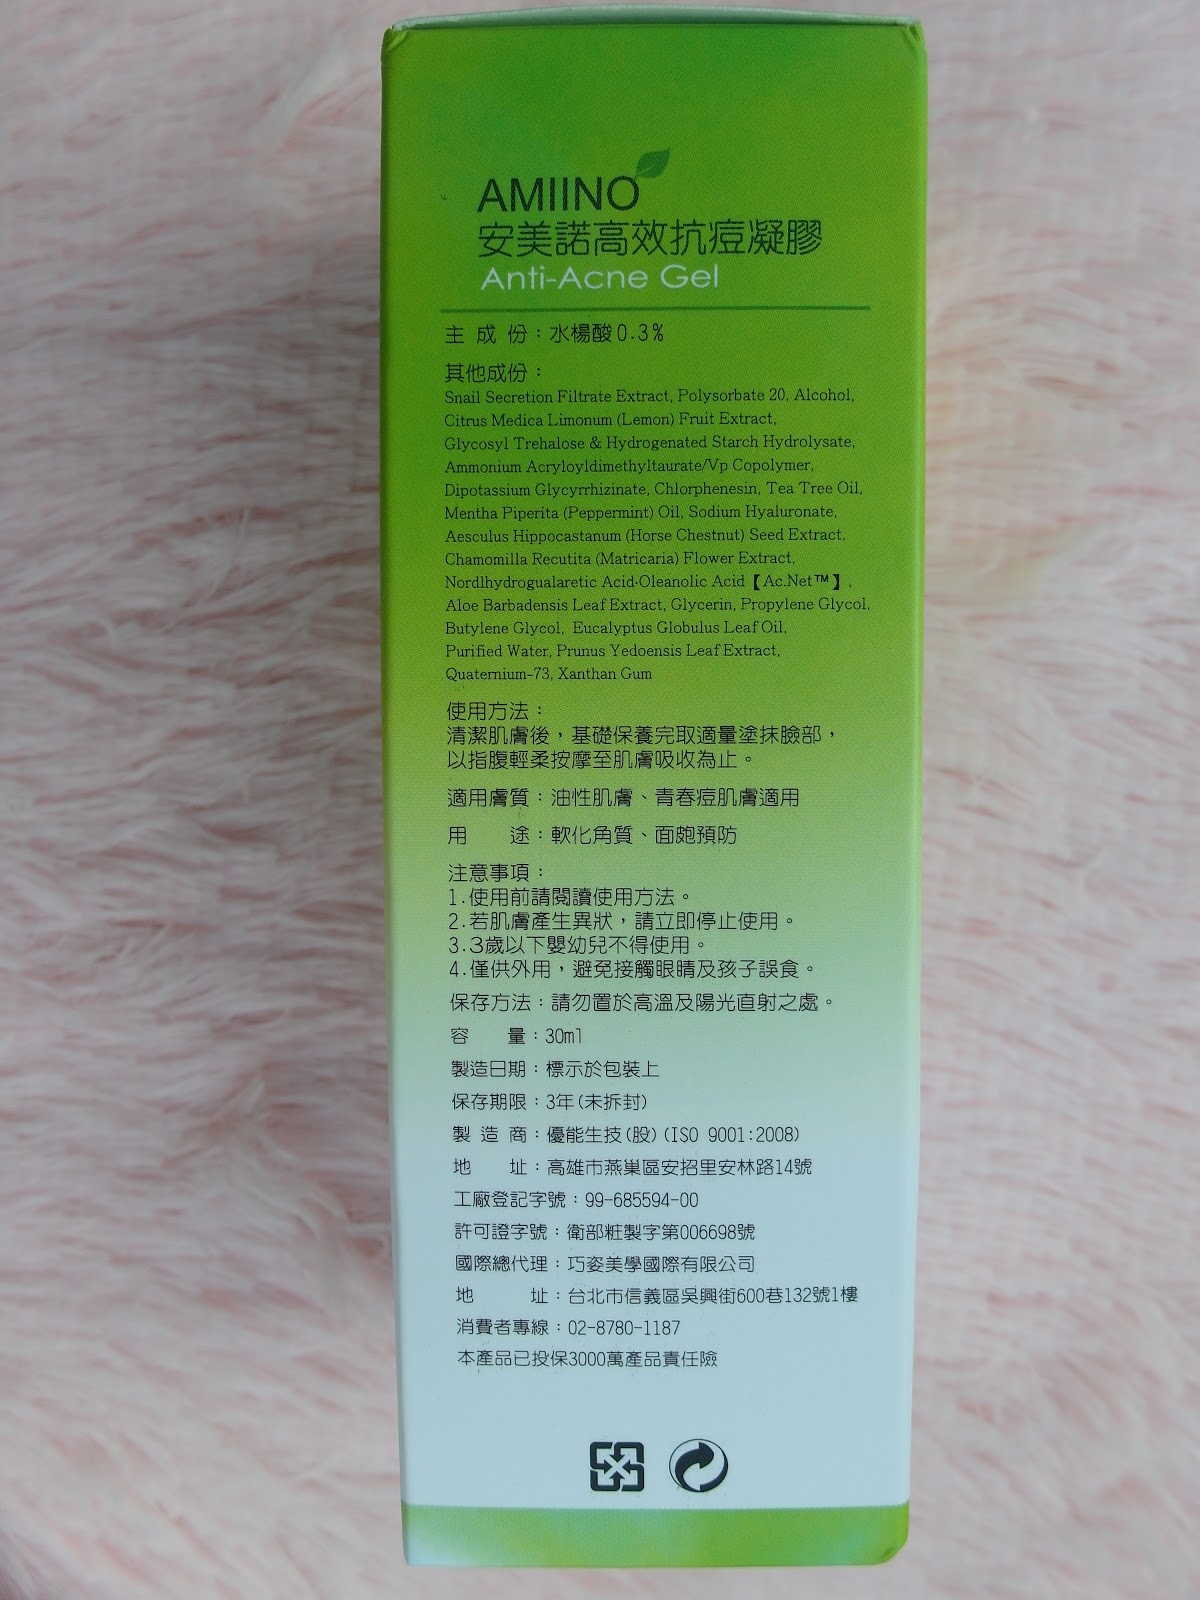 AMIINO
安美諾高效抗痘凝膠
Anti-Acne Gel
主 成 份：水楊酸0.3%
其他成份：
Snail Secretion Filtrate Extract, Polysorbate 20, Alcohol,
Citrus Medica Limonum (Lemon) Fruit Extract,
Glycosyl Trehalose & Hydrogenated Starch Hydrolysate,
Ammonium Acryloyldimethyltaurate/Vp Copolymer,
Dipotassium Glycyrrhizinate, Chlorphenesin, Tea Tree Oil,
Mentha Piperita (Peppermint) Oil, Sodium Hyaluronate,
Aesculus Hippocastanum (Horse Chestnut) Seed Extract,
Chamomilla Recutita (Matricaria) Flower Extract,
Nordlhydrogualaretic Acid·Oleanolic Acid【Ac.Net™】,
Aloe Barbadensis Leaf Extract, Glycerin, Propylene Glycol,
Butylene Glycol, Eucalyptus Globulus Leaf Oil,
Purified Water, Prunus Yedoensis Leaf Extract,
Quaternium-73, Xanthan Gum
使用方法：
清潔肌膚後，基礎保養完取適量塗抹臉部，
以指腹輕柔按摩至肌膚吸收為止。
適用膚質：油性肌膚、青春痘肌膚適用
用 途：軟化角質、面皰預防
注意事項：
1.使用前請閱讀使用方法。
2.若肌膚產生異狀，請立即停止使用。
3.3歲以下嬰幼兒不得使用。
4.僅供外用，避免接觸眼睛及孩子誤食。
保存方法：請勿置於高溫及陽光直射之處。
容 量：30ml
製造日期：標示於包裝上
保存期限：3年(未拆封)
製 造 商：優能生技(股)(ISO 9001:2008)
地 址：高雄市燕巢區安招里安林路14號
工廠登記字號：99-685594-00
許可證字號：衛部粧製字第006698號
國際總代理：巧姿美學國際有限公司
地 址：台北市信義區吳興街600巷132號1樓
消費者專線：02-8780-1187
本產品已投保3000萬產品責任險